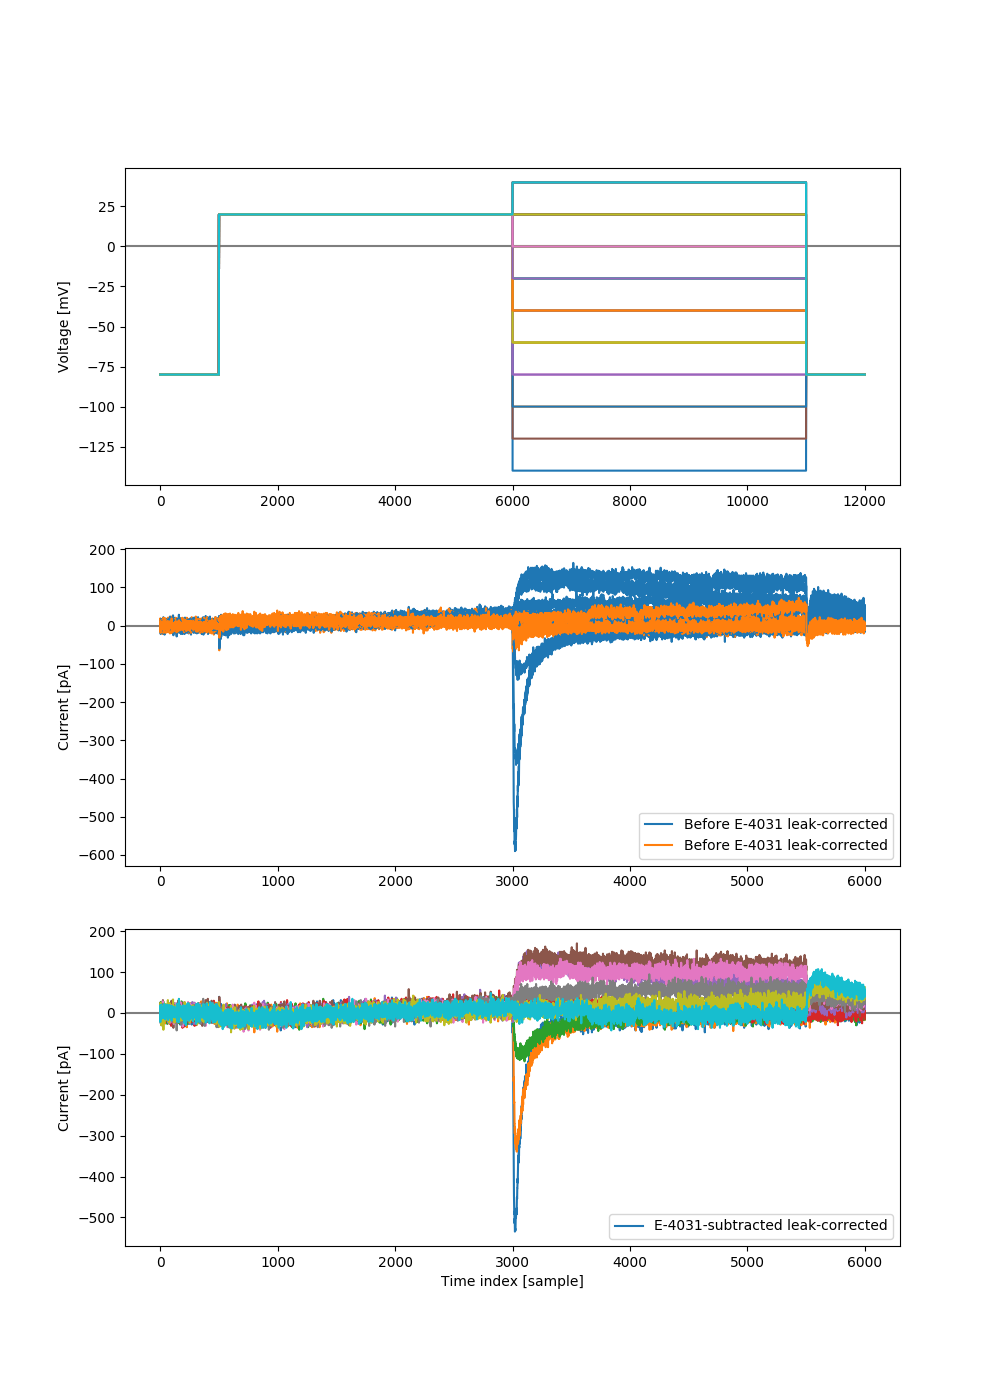 25
0
−25
−50
−75
−100
−125
Voltage [mV]
0 2000 4000 6000 8000 10000 12000
200
100
0
−100
−200
−300
−400
−500
−600
Current [pA]
Before E-4031 leak-corrected
Before E-4031 leak-corrected
0 1000 2000 3000 4000 5000 6000
200
100
0
−100
−200
−300
−400
−500
Current [pA]
E-4031-subtracted leak-corrected
0 1000 2000 3000 4000 5000 6000
Time index [sample]